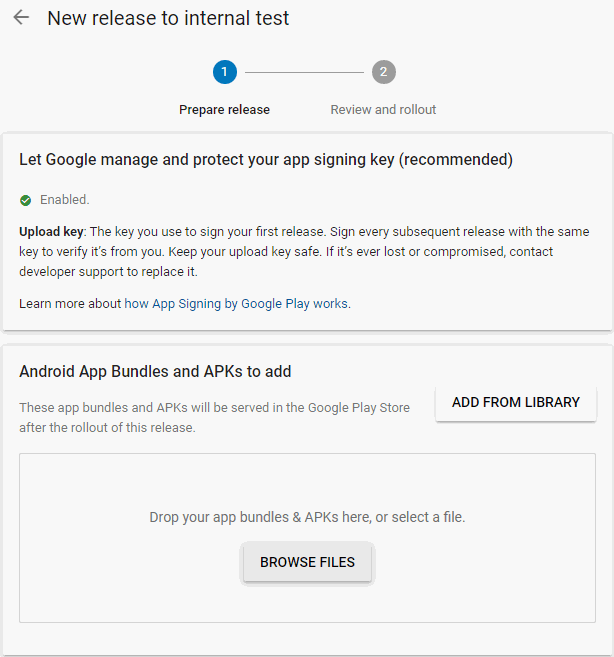 New release to internal test
1
2
Prepare release
Review and rollout
Let Google manage and protect your app signing key (recommended)
Enabled.
Upload key: The key you use to sign your first release. Sign every subsequent release with the same
key to verify it's from you. Keep your upload key safe. If it's ever lost or compromised, contact
developer support to replace it.
Learn more about how App Signing by Google Play works.
Android App Bundles and APKs to add
These app bundles and APKs will be served in the Google Play Store
after the rollout of this release.
ADD FROM LIBRARY
Drop your app bundles & APKs here, or select a file.
BROWSE FILES